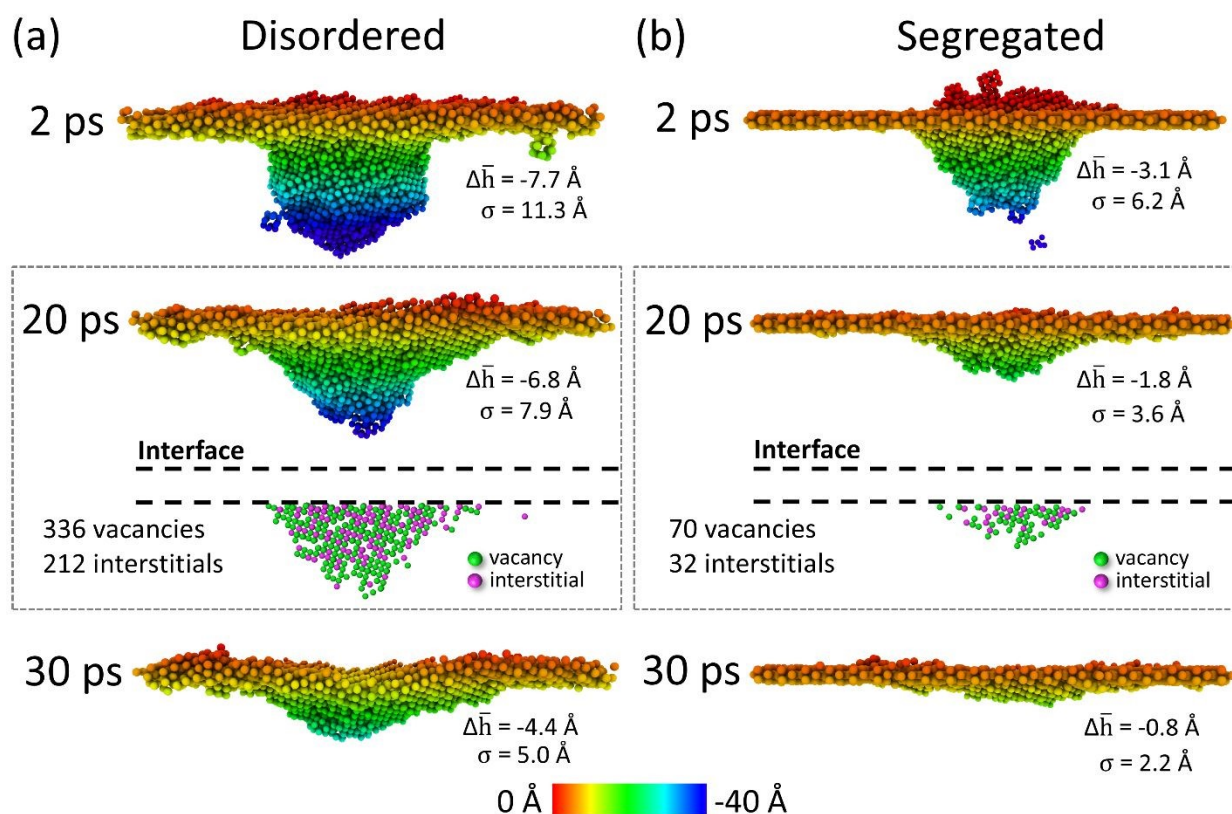 (a) Disordered
2 ps
Δh̄ = -7.7 Å
σ = 11.3 Å
20 ps
Δh̄ = -6.8 Å
σ = 7.9 Å
Interface
336 vacancies
212 interstitials
vacancy
interstitial
30 ps
Δh̄ = -4.4 Å
σ = 5.0 Å
(b) Segregated
2 ps
Δh̄ = -3.1 Å
σ = 6.2 Å
20 ps
Δh̄ = -1.8 Å
σ = 3.6 Å
Interface
70 vacancies
32 interstitials
vacancy
interstitial
30 ps
Δh̄ = -0.8 Å
σ = 2.2 Å
0 Å -40 Å